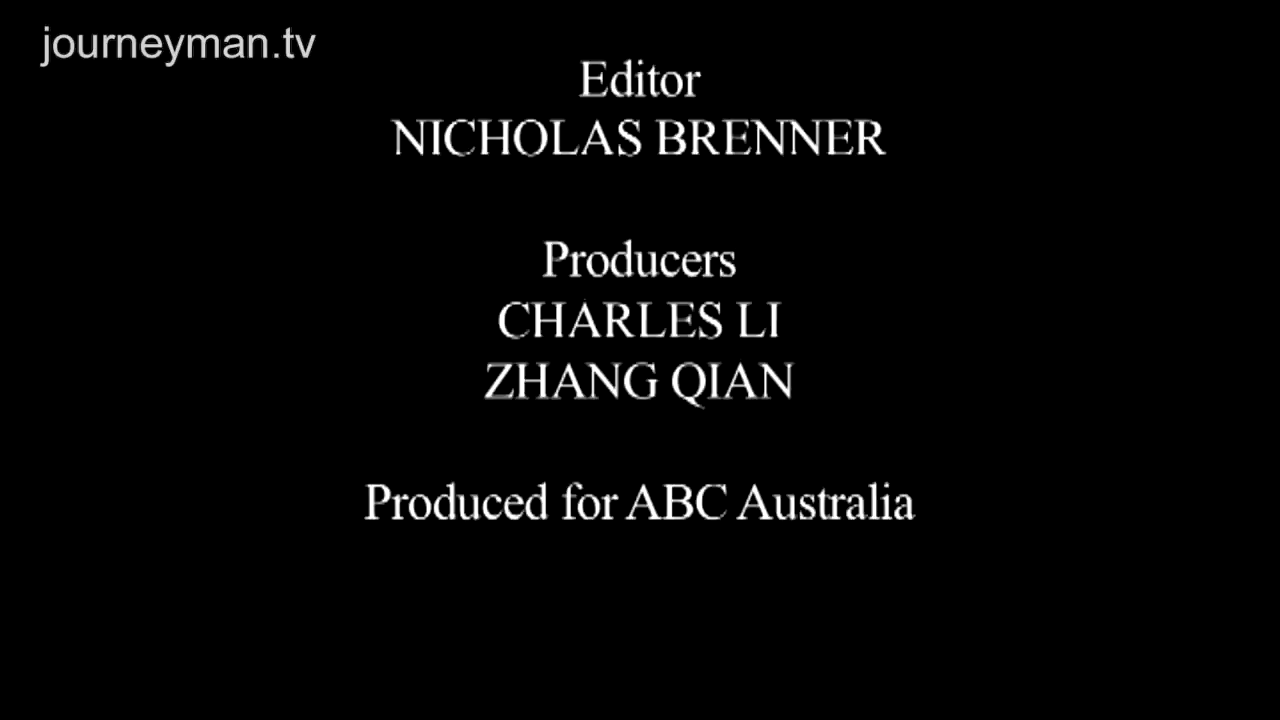 journeyman.tv
Editor
NICHOLAS BRENNER
Producers
CHARLES LI
ZHANG QIAN
Produced for ABC Australia